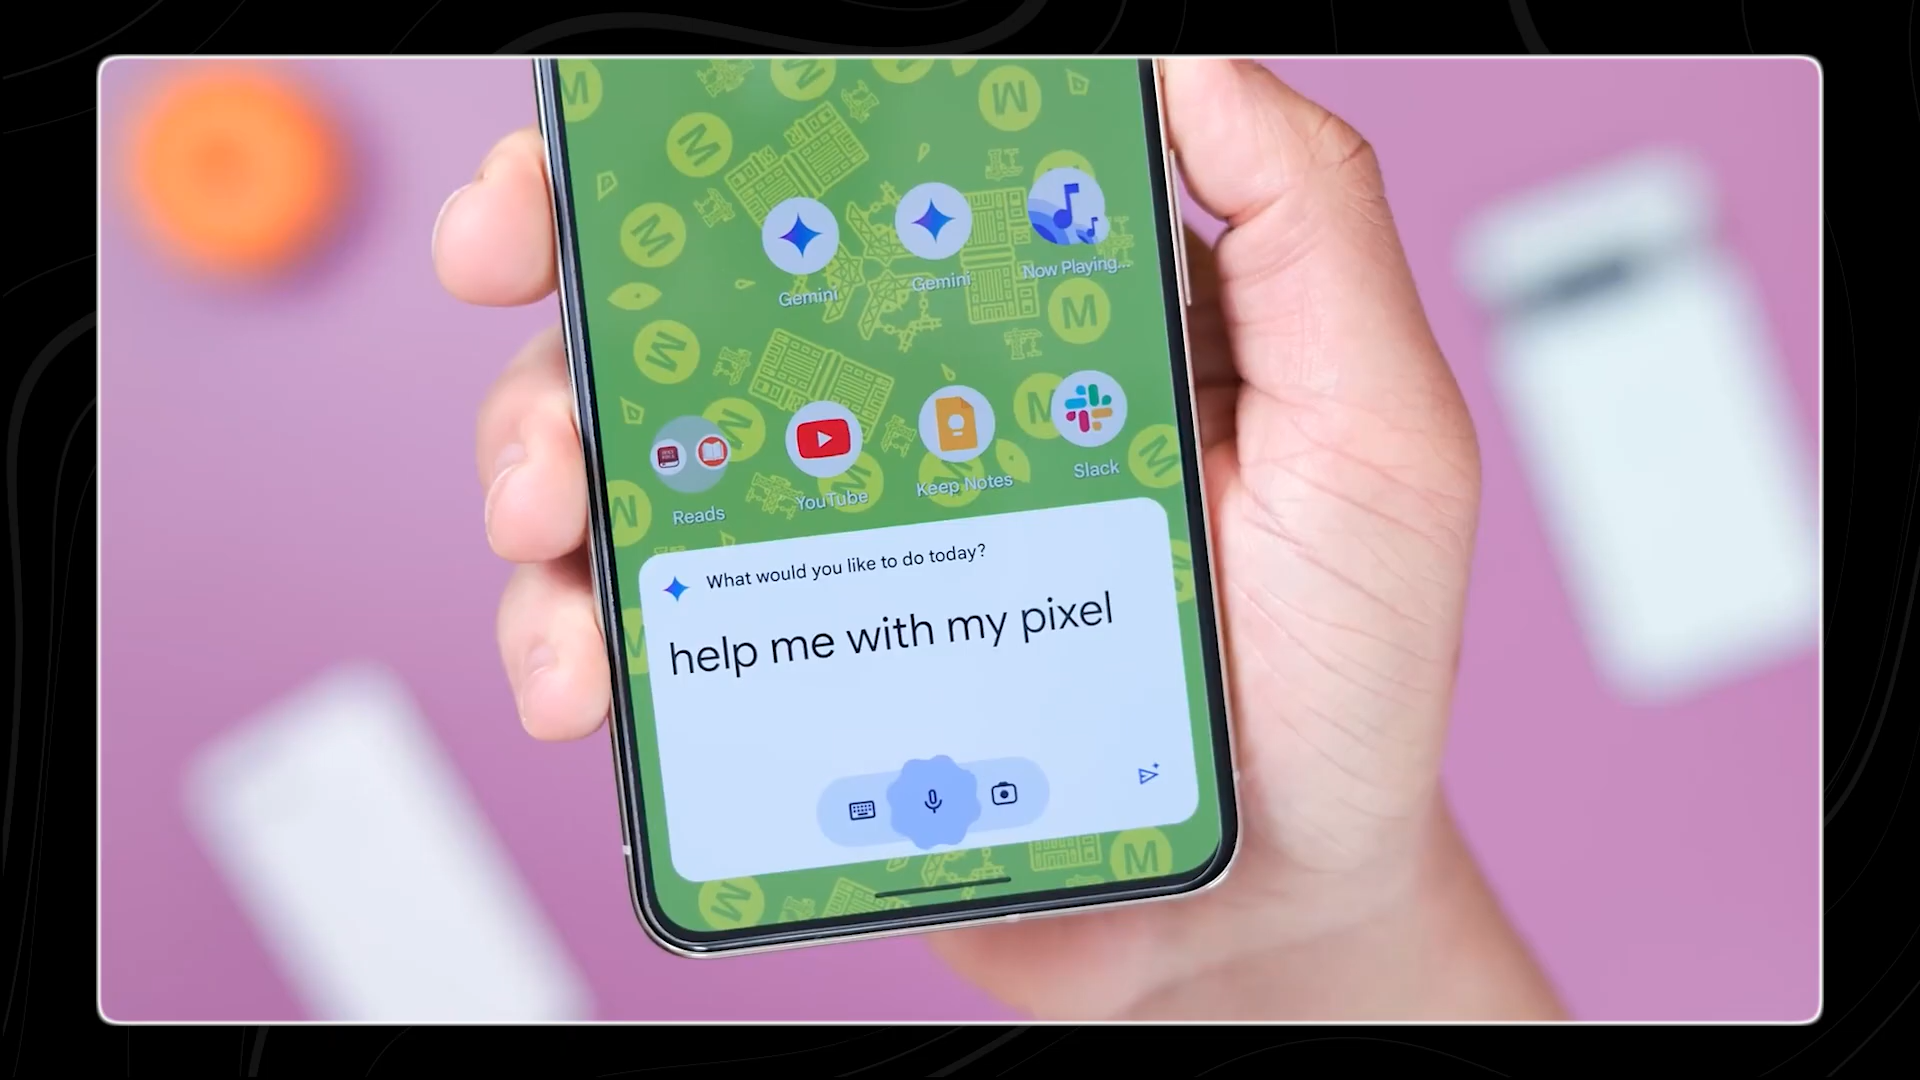 Gemini
Gemini
Now Playing...
Reads
YouTube
Keep Notes
Slack
What would you like to do today?
help me with my pixel